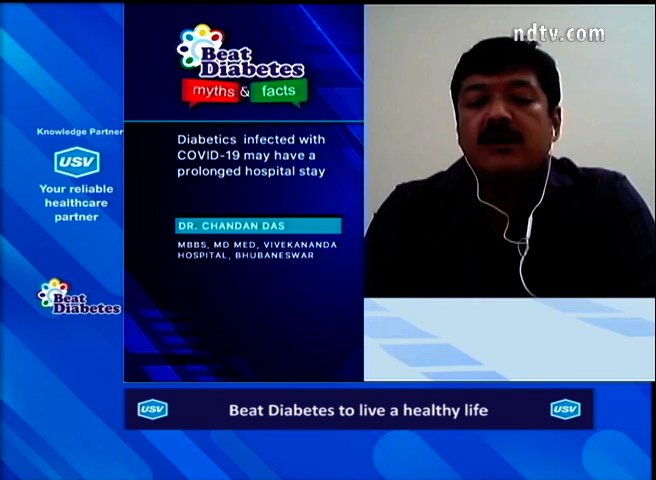 ndtv.com
Beat
Diabetes
myths & facts
Knowledge Partner
USV
Your reliable
healthcare
partner
Diabetics infected with
COVID-19 may have a
prolonged hospital stay
DR. CHANDAN DAS
MBBS, MD MED, VIVEKANANDA
HOSPITAL, BHUBANESWAR
Beat
Diabetes
USV
Beat Diabetes to live a healthy life
USV